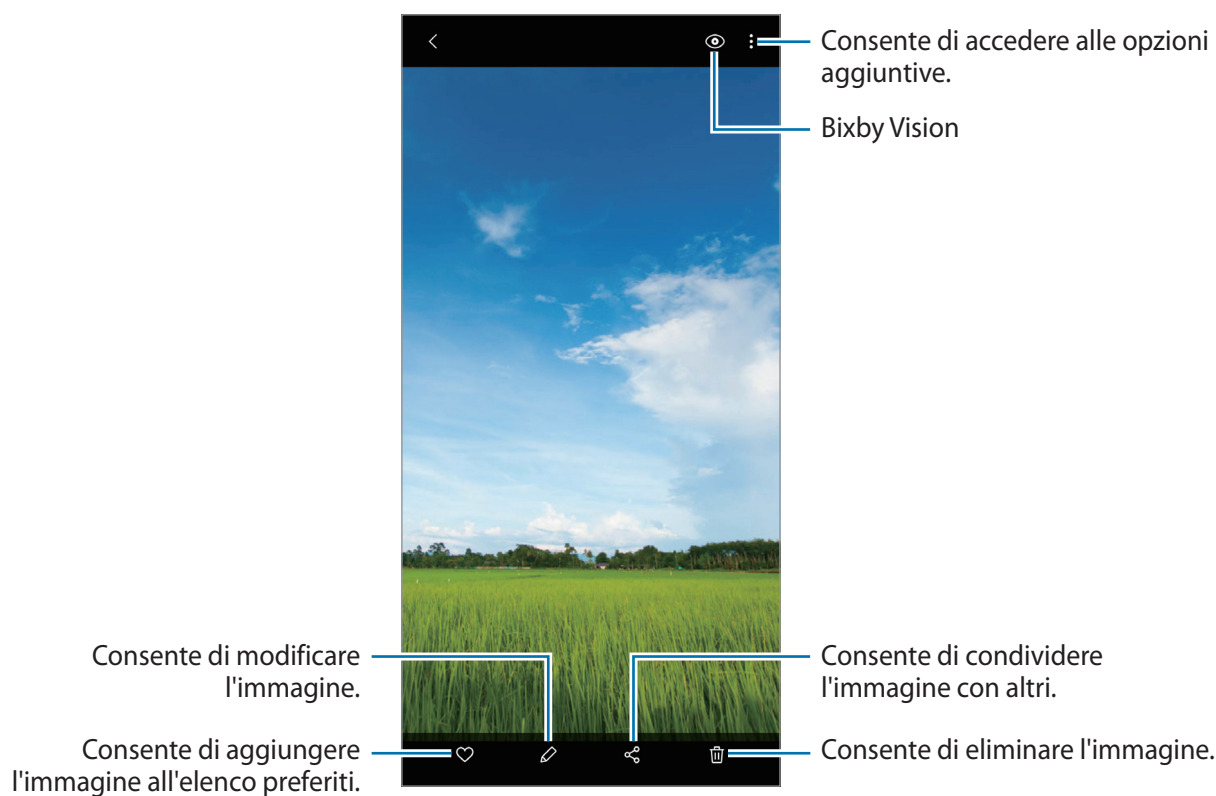 Consente di accedere alle opzioni
aggiuntive.
Bixby Vision
Consente di modificare
l'immagine.
Consente di condividere
l'immagine con altri.
Consente di aggiungere
l'immagine all'elenco preferiti.
Consente di eliminare l'immagine.